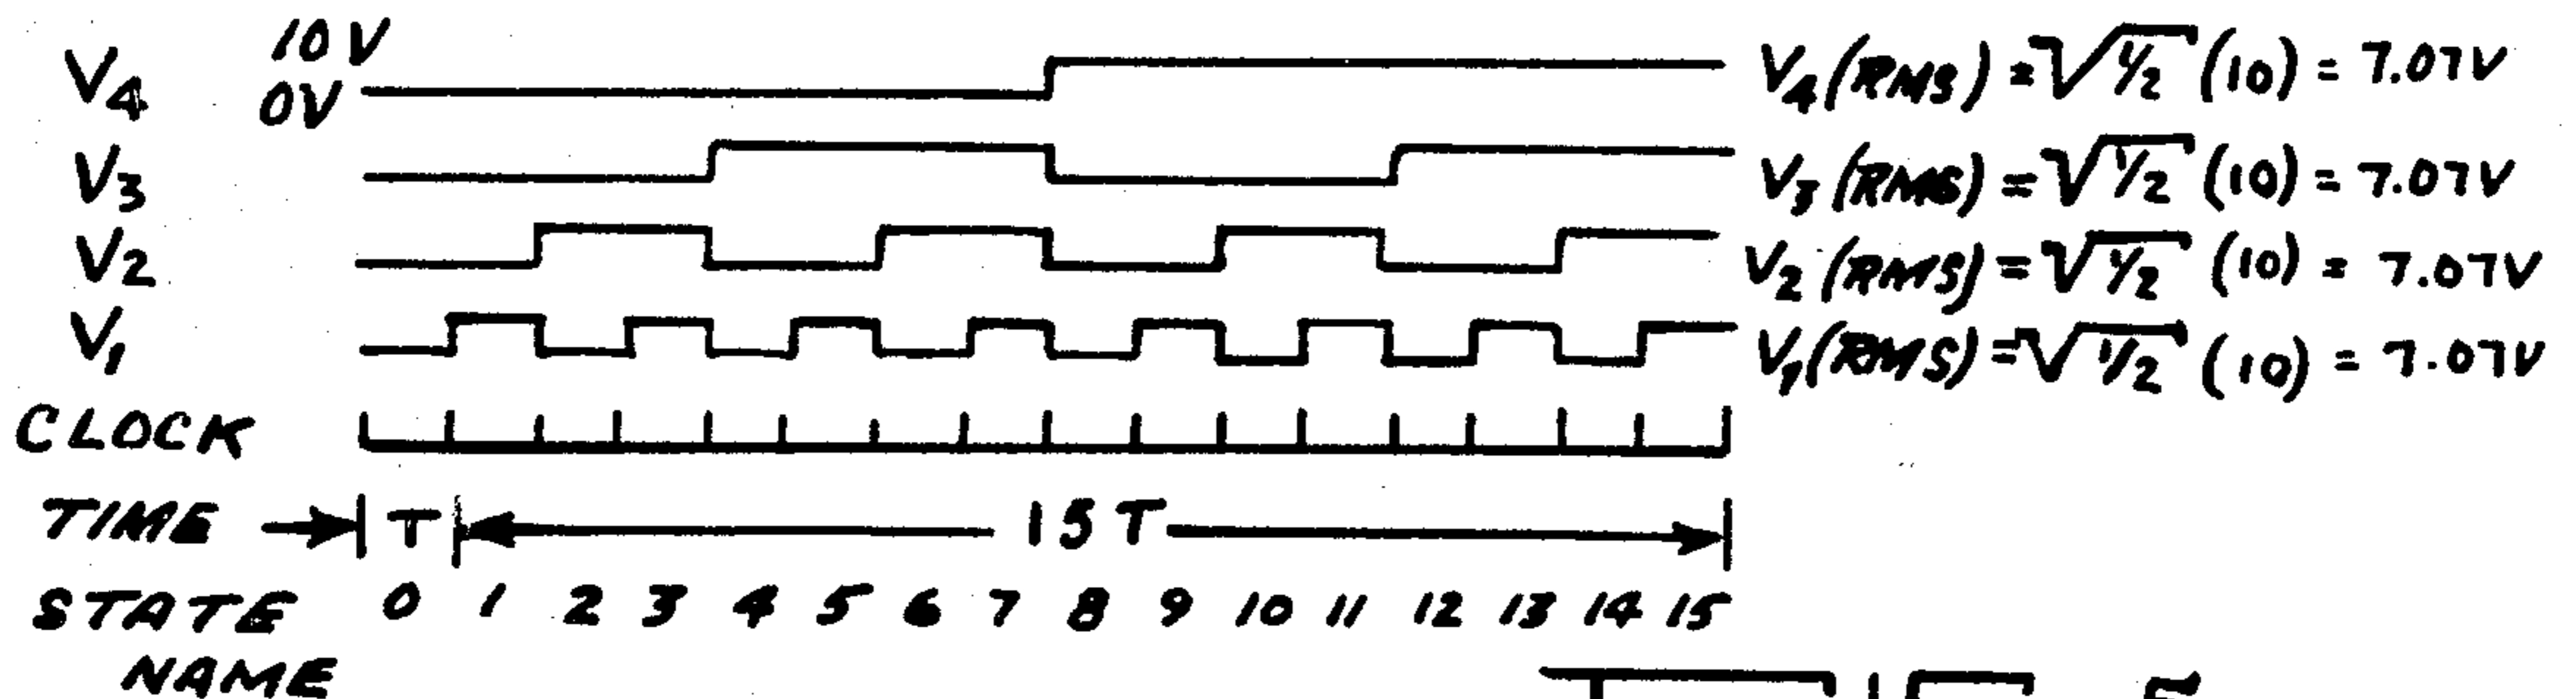 V4 10V 0V V4(RMS) = √1/2 (10) = 7.07V
V3 V3(RMS) = √1/2 (10) = 7.07V
V2 V2(RMS) = √1/2 (10) = 7.07V
V1 V1(RMS) = √1/2 (10) = 7.07V
CLOCK
TIME T 15T
STATE 0 1 2 3 4 5 6 7 8 9 10 11 12 13 14 15
NAME